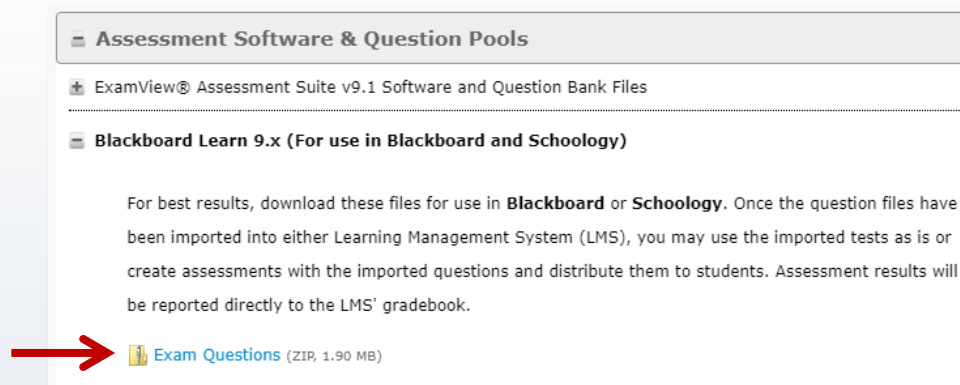 Assessment Software & Question Pools
ExamView® Assessment Suite v9.1 Software and Question Bank Files
Blackboard Learn 9.x (For use in Blackboard and Schoology)
For best results, download these files for use in Blackboard or Schoology. Once the question files have
been imported into either Learning Management System (LMS), you may use the imported tests as is or
create assessments with the imported questions and distribute them to students. Assessment results will
be reported directly to the LMS' gradebook.
Exam Questions (ZIP, 1.90 MB)